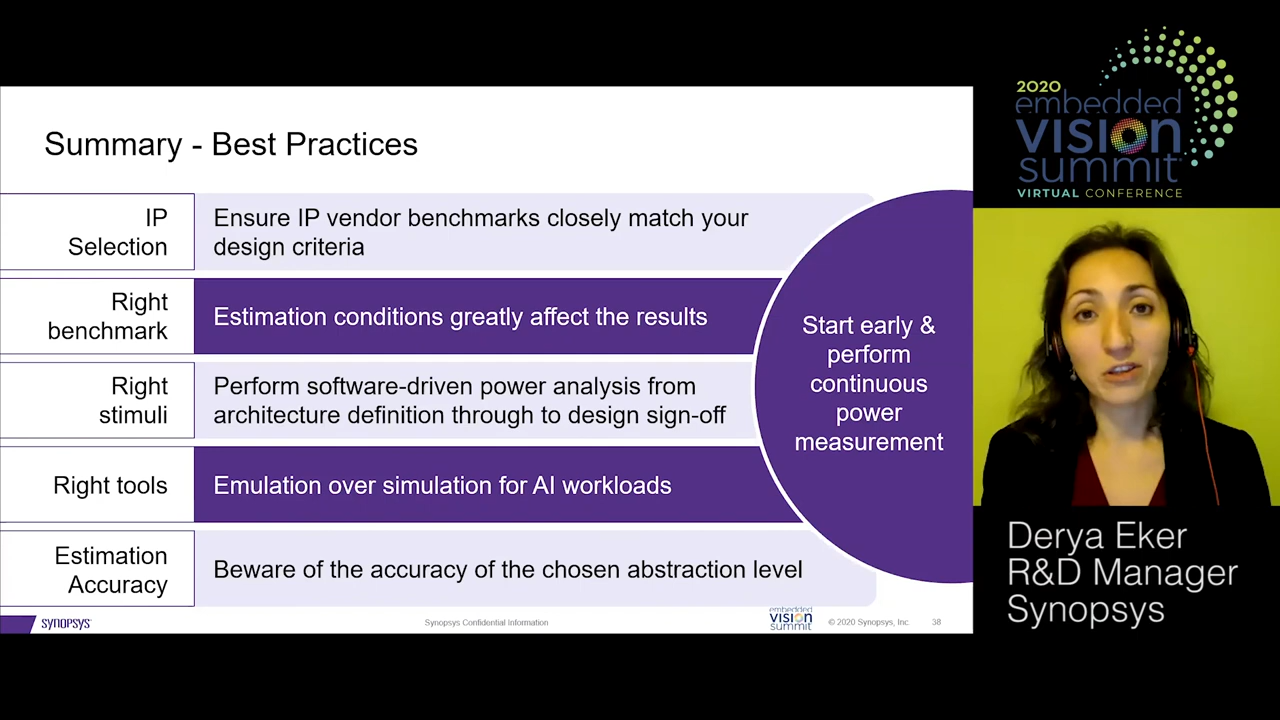 Summary - Best Practices
IP
Selection
Ensure IP vendor benchmarks closely match your
design criteria
Right
benchmark
Estimation conditions greatly affect the results
Right
stimuli
Perform software-driven power analysis from
architecture definition through to design sign-off
Right tools
Emulation over simulation for AI workloads
Estimation
Accuracy
Beware of the accuracy of the chosen abstraction level
Start early &
perform
continuous
power
measurement
SYNOPSYS
Synopsys Confidential Information
embedded
VISION
summit
© 2020 Synopsys, Inc.
38
2020
embedded
VISION
summit
VIRTUAL CONFERENCE
Derya Eker
R&D Manager
Synopsys